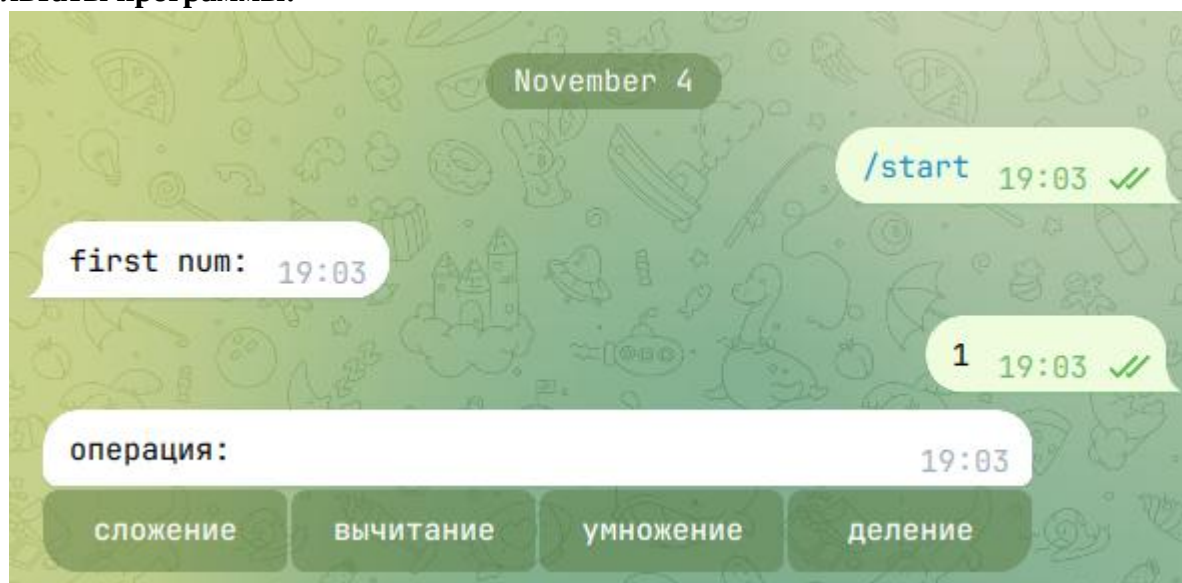 November 4
/start 19:03
first num: 19:03
1 19:03
операция: 19:03
сложение вычитание умножение деление